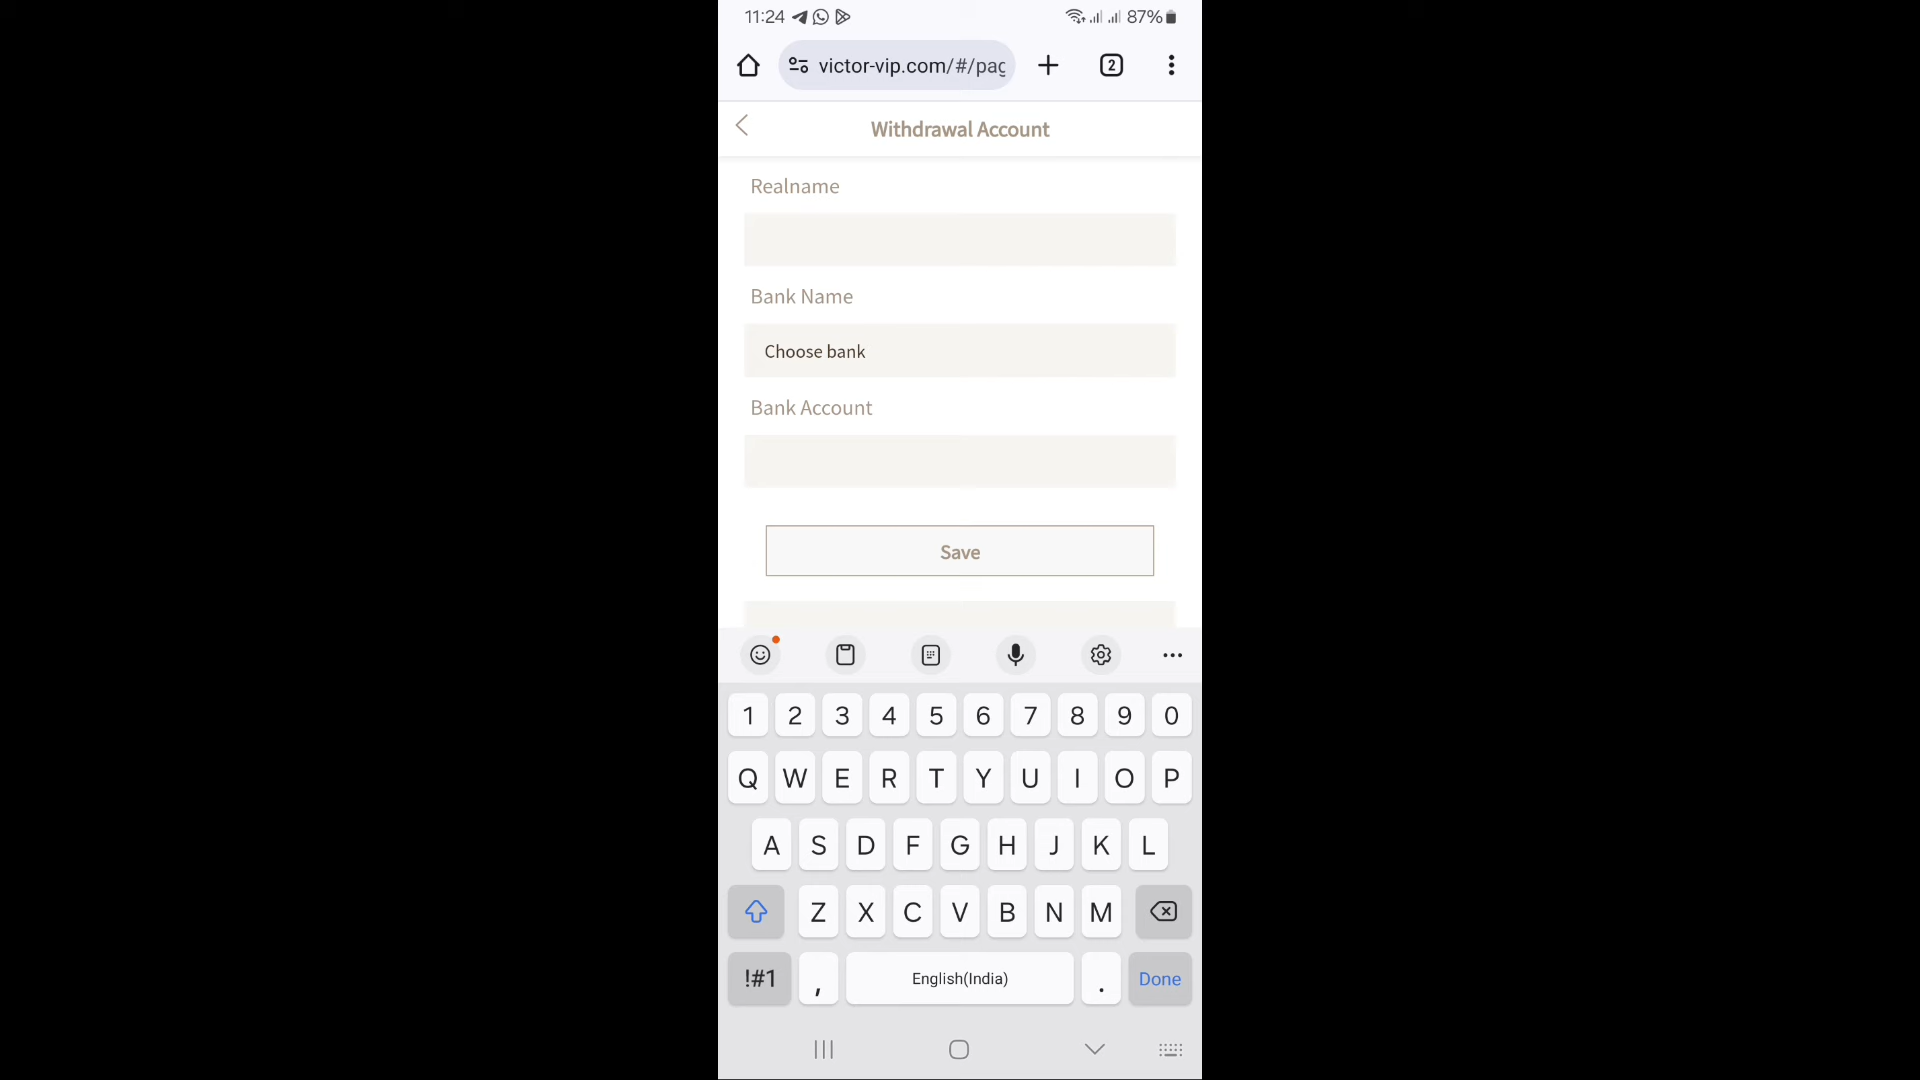 11:24 87%
victor-vip.com/#/pag 2
Withdrawal Account
Realname
Bank Name
Choose bank
Bank Account
Save
1 2 3 4 5 6 7 8 9 0
Q W E R T Y U I O P
A S D F G H J K L
Z X C V B N M
!#1 , English(India) . Done